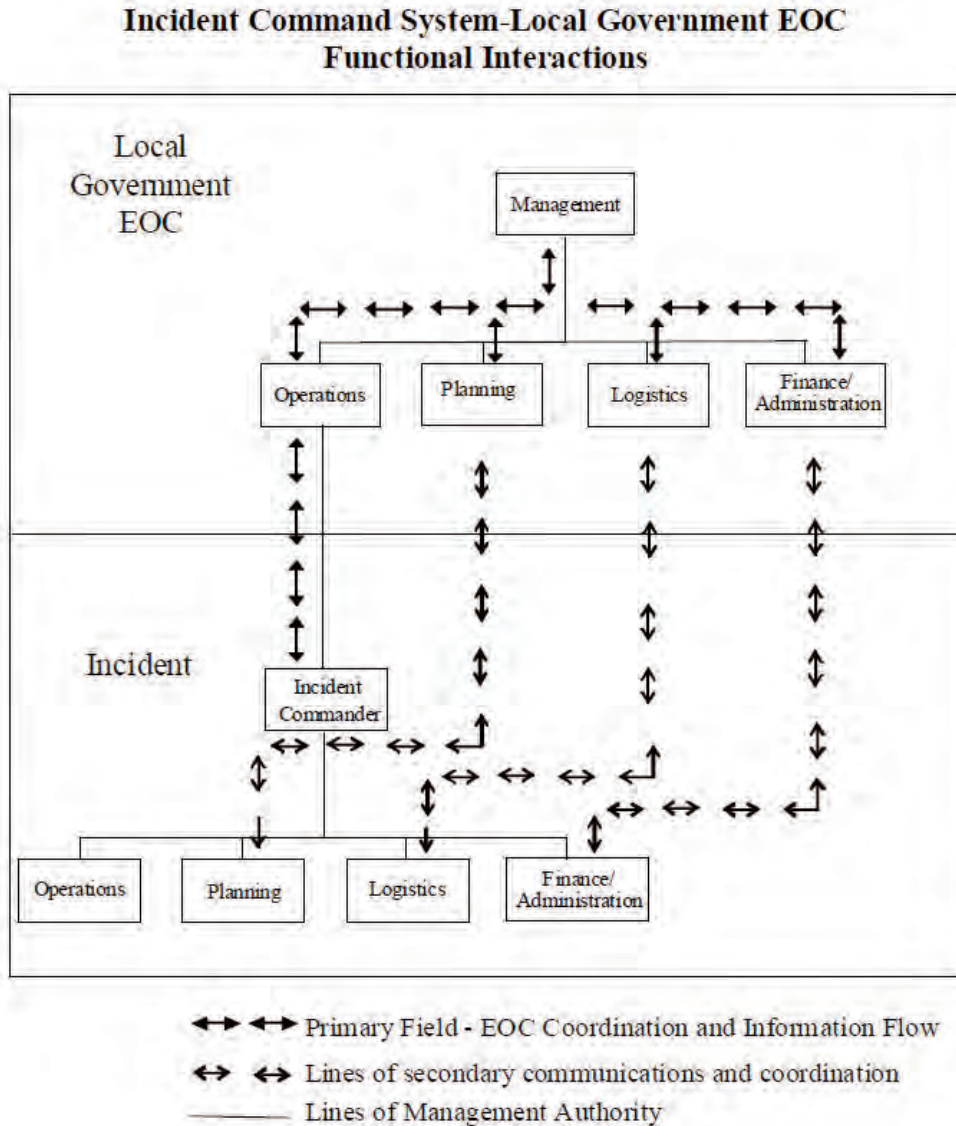 Incident Command System-Local Government EOC
Functional Interactions
Local
Government
EOC
Management
Operations
Planning
Logistics
Finance/
Administration
Incident
Incident
Commander
Operations
Planning
Logistics
Finance/
Administration
Primary Field - EOC Coordination and Information Flow
Lines of secondary communications and coordination
Lines of Management Authority